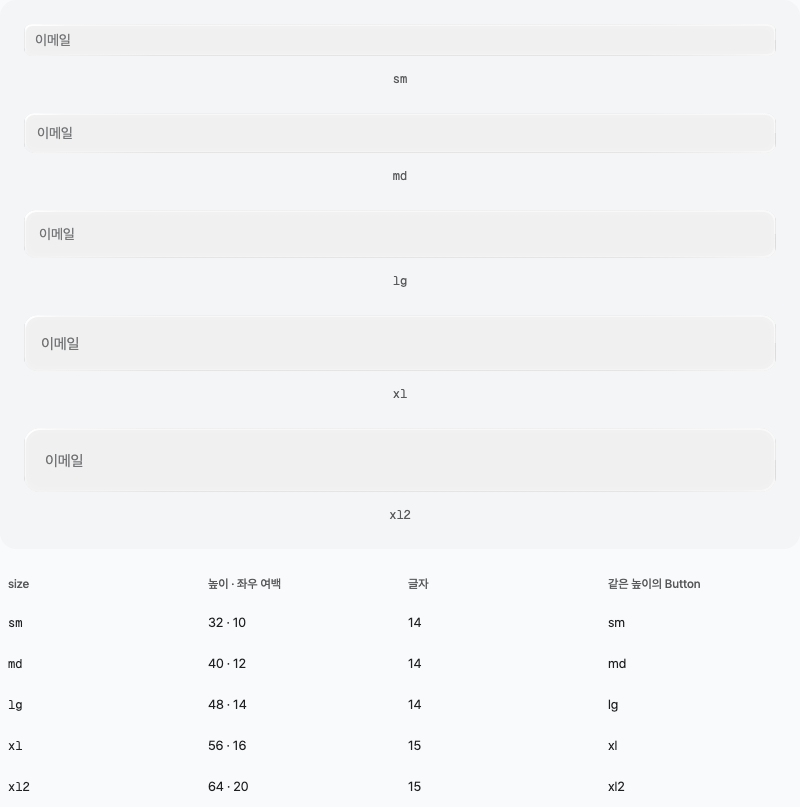 이메일
sm
이메일
md
이메일
lg
이메일
xl
이메일
xl2
size 높이 · 좌우 여백 글자 같은 높이의 Button
sm 32 · 10 14 sm
md 40 · 12 14 md
lg 48 · 14 14 lg
xl 56 · 16 15 xl
xl2 64 · 20 15 xl2